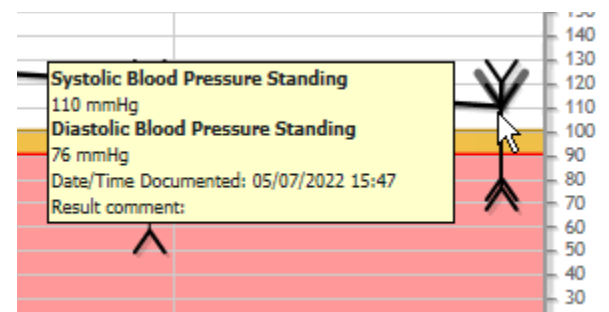 Systolic Blood Pressure Standing
110 mmHg
Diastolic Blood Pressure Standing
76 mmHg
Date/Time Documented: 05/07/2022 15:47
Result comment:
140
130
120
110
100
90
80
70
60
50
40
30